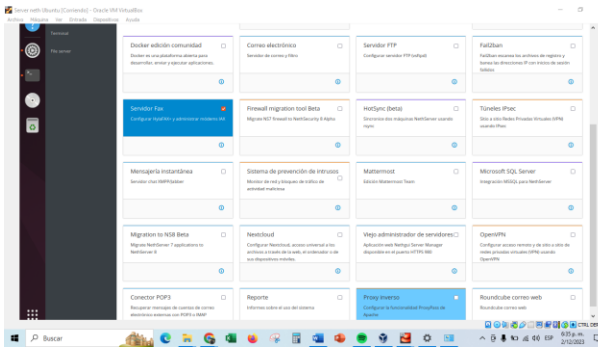 Server neth Ubuntu [Corriendo] - Oracle VM VirtualBox
Archivo Máquina Ver Entrada Dispositivos Ayuda
Terminal
File server
Docker edición comunidad
Docker es una plataforma abierta para
desarrollar, enviar y ejecutar aplicaciones.
Correo electrónico
Servidor de correo y filtro
Servidor FTP
Configurar servidor FTP (vsftpd)
Fail2ban
Fail2ban escanea los archivos de registro y
banea las direcciones IP con inicios de sesión
fallidos
Servidor Fax
Configurar HylaFAX+ y administrar modems IAX
Firewall migration tool Beta
Migrate NS7 firewall to NethSecurity 8 Alpha
HotSync (beta)
Sincroniza dos máquinas NethServer usando
rsync
Túneles IPsec
Sitio a sitio Redes Privadas Virtuales (VPN)
usando IPsec
Mensajería instantánea
Servidor chat XMPP/Jabber
Sistema de prevención de intrusos
Monitor de red y bloqueo de tráfico de
actividad maliciosa
Mattermost
Edición Mattermost Team
Microsoft SQL Server
Integración MSSQL para NethServer
Migration to NS8 Beta
Migrate NethServer 7 applications to
NethServer 8
Nextcloud
Configurar Nextcloud, acceso universal a los
archivos a través de la web, el ordenador o de
sus dispositivos móviles.
Viejo administrador de servidores
Aplicación web Nethgui Server Manager
disponible en el puerto HTTPS 980
OpenVPN
Configurar acceso remoto y de sitio a sitio de
redes privadas virtuales (VPN) usando
OpenVPN
Conector POP3
Recuperar mensajes de cuentas de correo
electrónico externas con POP3 o IMAP
Reporte
Informes sobre el uso del sistema
Proxy inverso
Configurar la funcionalidad ProxyPass de
Apache
Roundcube correo web
Roundcube correo web
CTRL DER
Buscar
ESP
8:35 p. m.
2/12/2023